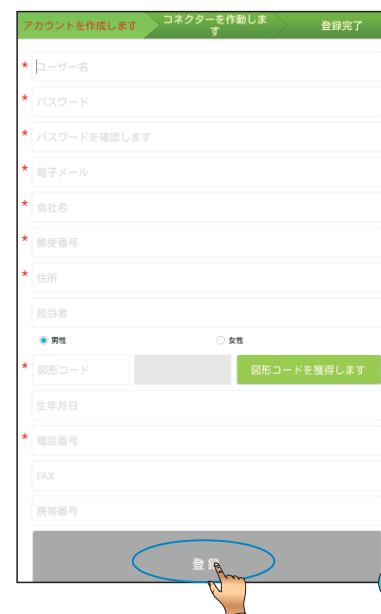 アカウントを作成します
コネクターを作動しま
す
登録完了
* ユーザー名
* パスワード
* パスワードを確認します
* 電子メール
* 会社名
* 郵便番号
* 住所
担当者
男性 女性
* 図形コード 図形コードを獲得します
生年月日
* 電話番号
FAX
携帯番号
登録